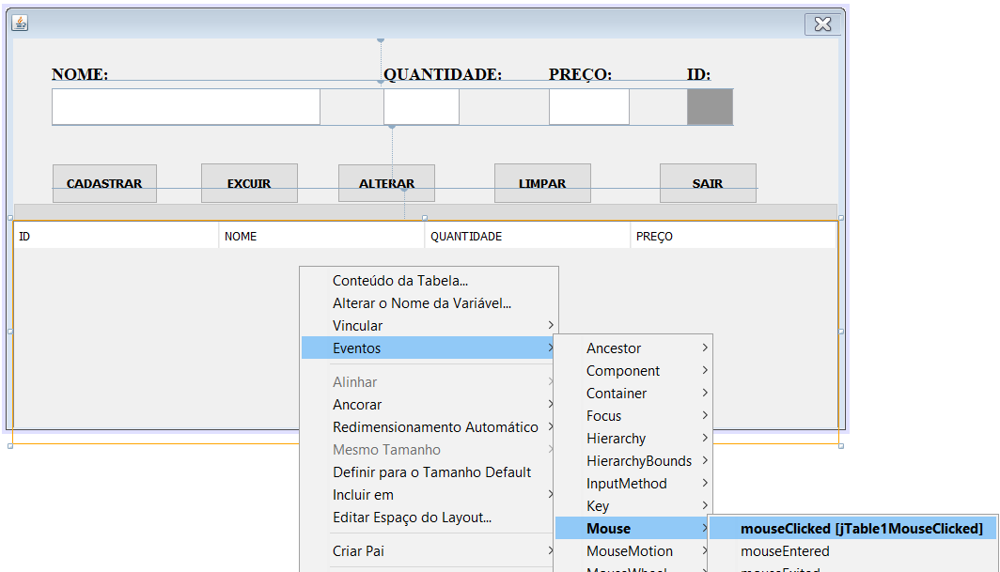 NOME: QUANTIDADE: PREÇO: ID:
CADASTRAR EXCUIR ALTERAR LIMPAR SAIR
ID NOME QUANTIDADE PREÇO
Conteúdo da Tabela...
Alterar o Nome da Variável...
Vincular
Eventos
Alinhar
Ancorar
Redimensionamento Automático
Mesmo Tamanho
Definir para o Tamanho Default
Incluir em
Editar Espaço do Layout...
Criar Pai
Ancestor
Component
Container
Focus
Hierarchy
HierarchyBounds
InputMethod
Key
Mouse
MouseMotion
MouseWheel
mouseClicked [jTable1MouseClicked]
mouseEntered
mouseExited